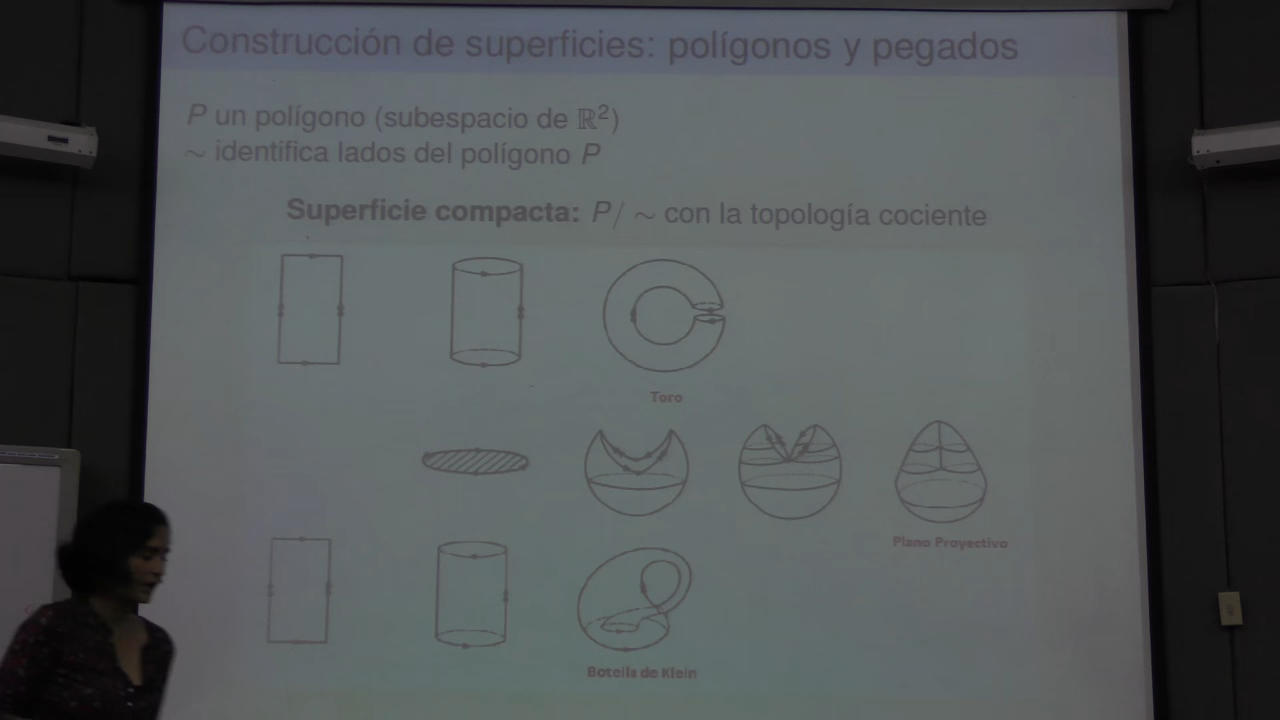 Construcción de superficies: polígonos y pegados
P un polígono (subespacio de ℝ²)
∼ identifica lados del polígono P
Superficie compacta: P/ ∼ con la topología cociente
Toro
Plano Proyectivo
Botella de Klein